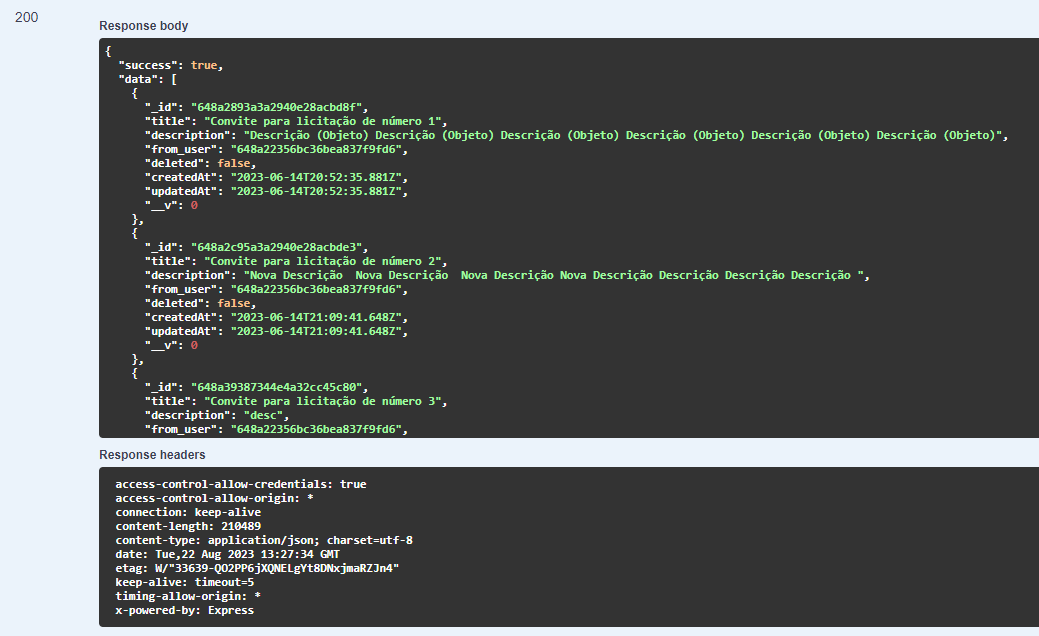 200
Response body
{
"success": true,
"data": [
{
"_id": "648a2893a3a2940e28acbd8f",
"title": "Convite para licitação de número 1",
"description": "Descrição (Objeto) Descrição (Objeto) Descrição (Objeto) Descrição (Objeto) Descrição (Objeto) Descrição (Objeto)",
"from_user": "648a22356bc36bea837f9fd6",
"deleted": false,
"createdAt": "2023-06-14T20:52:35.881Z",
"updatedAt": "2023-06-14T20:52:35.881Z",
"__v": 0
},
{
"_id": "648a2c95a3a2940e28acbde3",
"title": "Convite para licitação de número 2",
"description": "Nova Descrição  Nova Descrição  Nova Descrição Nova Descrição Descrição Descrição Descrição ",
"from_user": "648a22356bc36bea837f9fd6",
"deleted": false,
"createdAt": "2023-06-14T21:09:41.648Z",
"updatedAt": "2023-06-14T21:09:41.648Z",
"__v": 0
},
{
"_id": "648a39387344e4a32cc45c80",
"title": "Convite para licitação de número 3",
"description": "desc",
"from_user": "648a22356bc36bea837f9fd6",
Response headers
access-control-allow-credentials: true
access-control-allow-origin: *
connection: keep-alive
content-length: 210489
content-type: application/json; charset=utf-8
date: Tue,22 Aug 2023 13:27:34 GMT
etag: W/"33639-QO2PP6jXQNELgYt8DNxjmaRZJn4"
keep-alive: timeout=5
timing-allow-origin: *
x-powered-by: Express